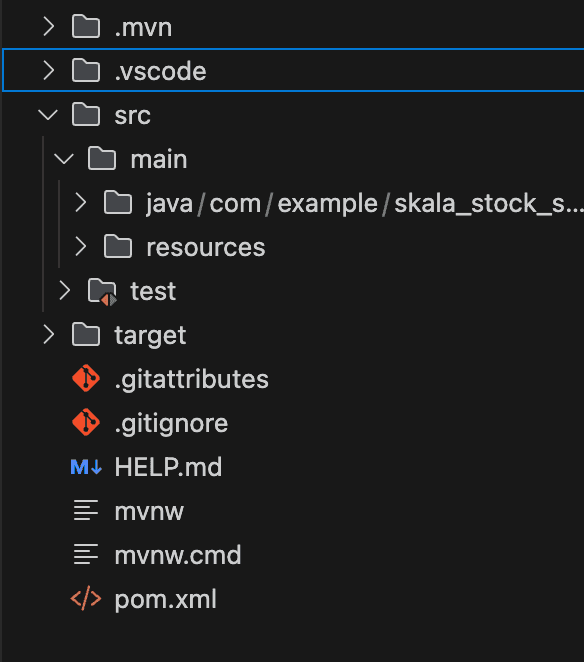 .mvn
.vscode
src
main
java/com/example/skala_stock_s...
resources
test
target
.gitattributes
.gitignore
M↓ HELP.md
mvnw
mvnw.cmd
</> pom.xml